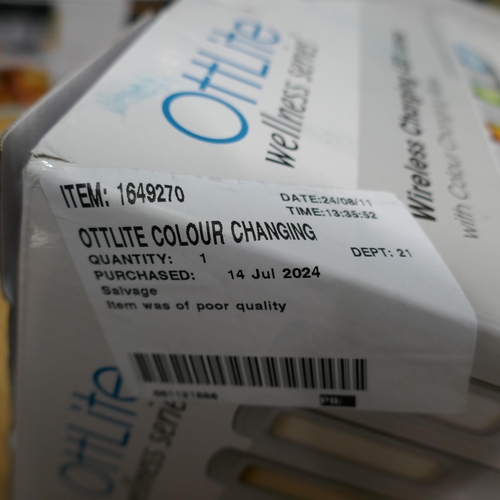 OttLite
wellness series
Wireless Charging
with Colour Changing
ITEM: 1649270
DATE:24/08/11
TIME:13:35:52
OTTLITE COLOUR CHANGING
DEPT: 21
QUANTITY: 1
PURCHASED: 14 Jul 2024
Salvage
Item was of poor quality
OttLite
wellness series